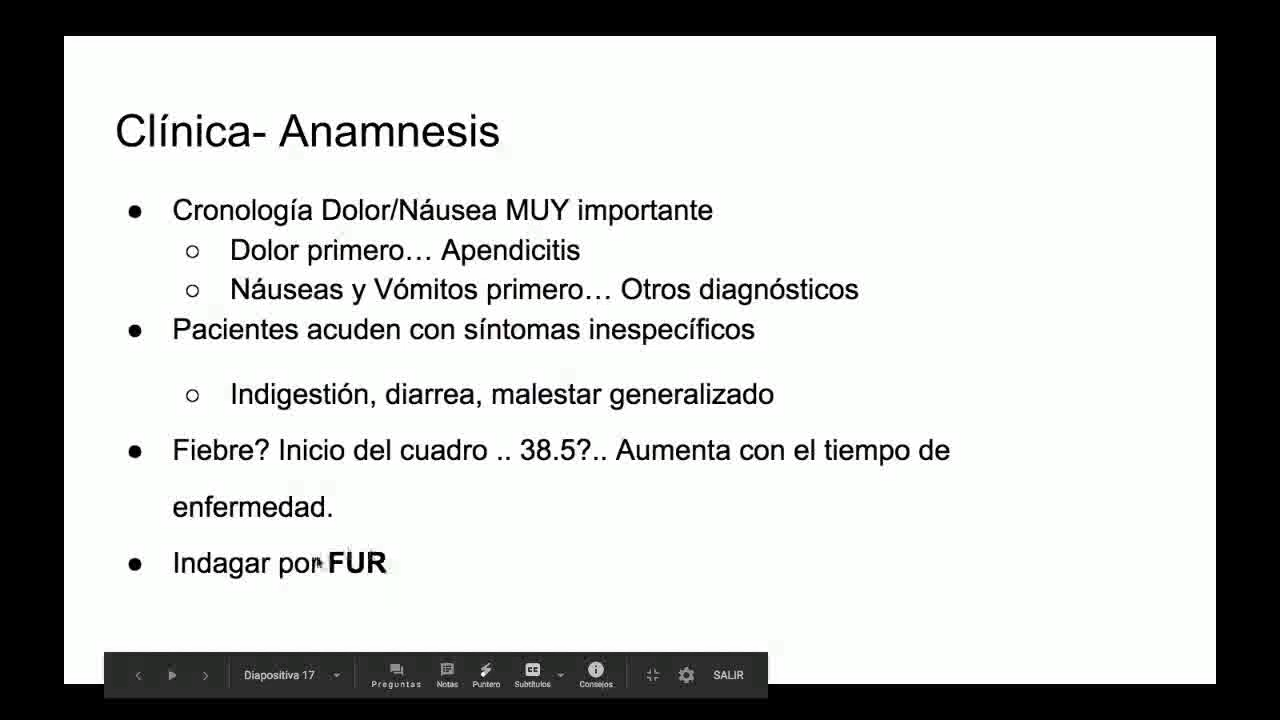 Clínica- Anamnesis
● Cronología Dolor/Náusea MUY importante
○ Dolor primero… Apendicitis
○ Náuseas y Vómitos primero… Otros diagnósticos
● Pacientes acuden con síntomas inespecíficos
○ Indigestión, diarrea, malestar generalizado
● Fiebre? Inicio del cuadro .. 38.5?.. Aumenta con el tiempo de
enfermedad.
● Indagar por FUR
Diapositiva 17 Preguntas Notas Puntero Subtítulos Consejos SALIR